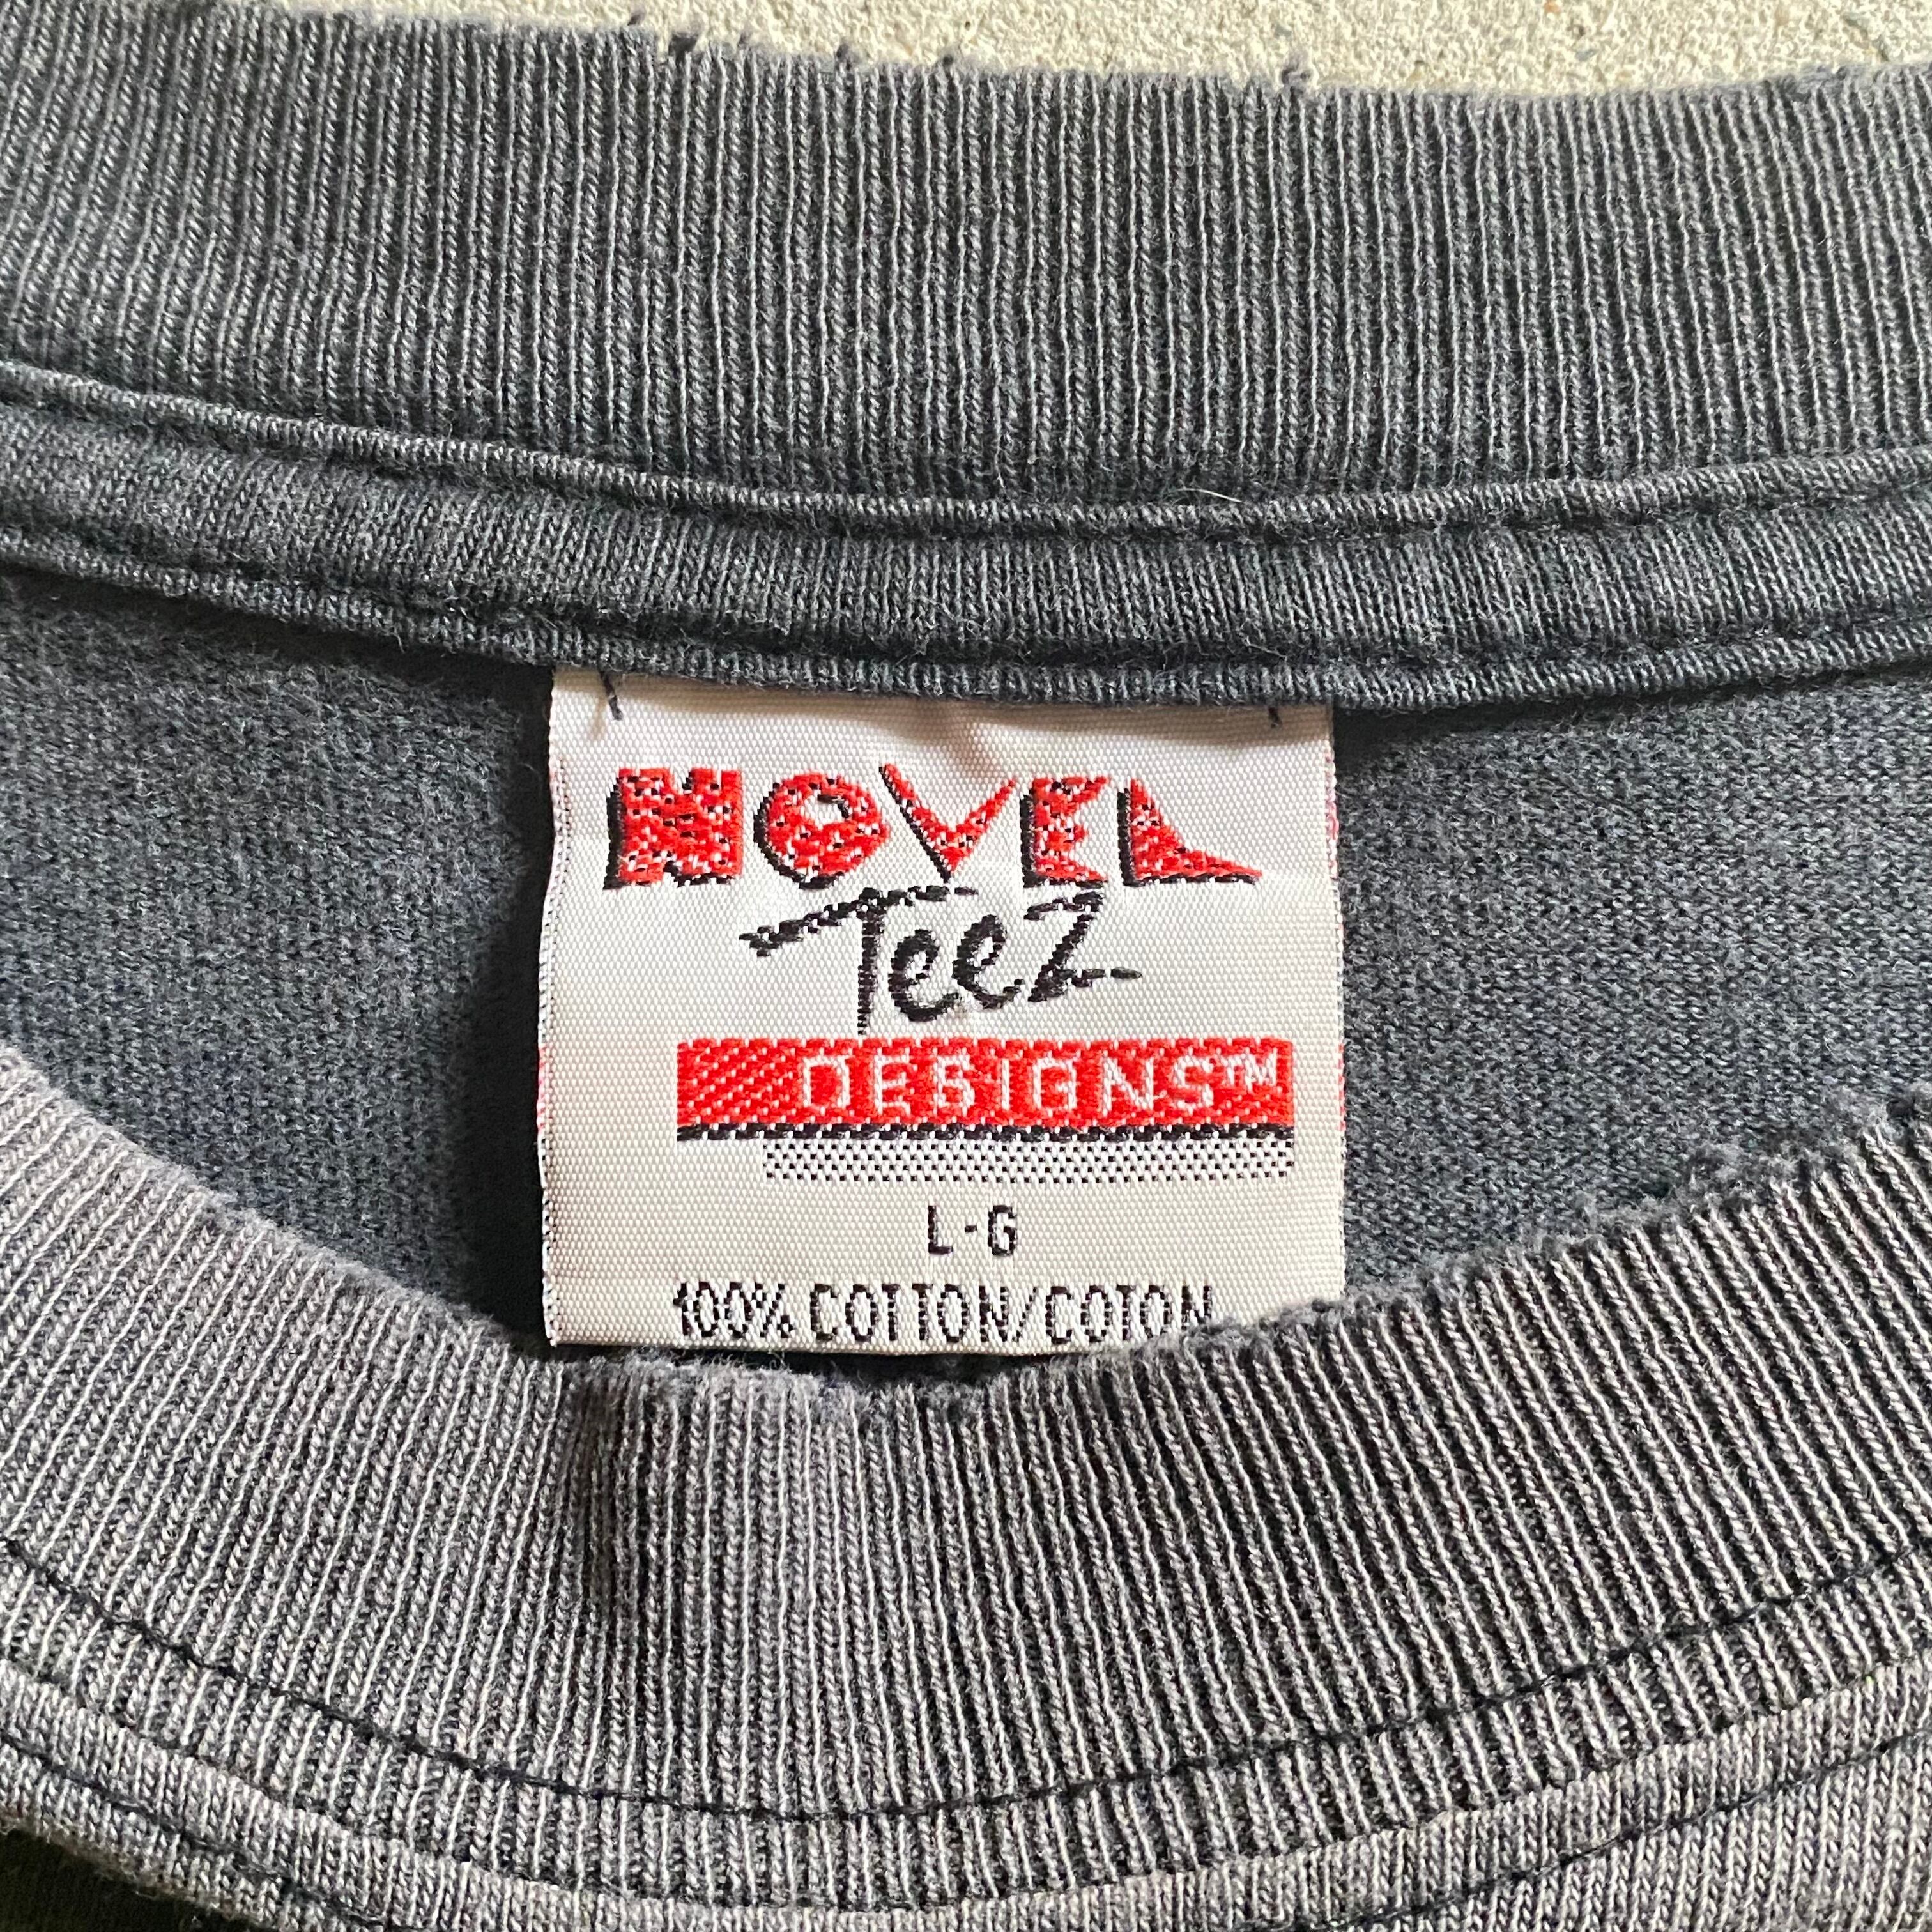 NOVEL
TeeZ
DESIGNS™
L-G
100% COTTON/COTON